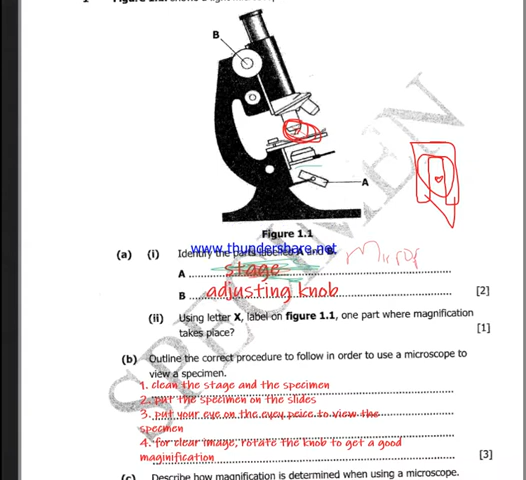 B
A
Figure 1.1
www.thundershare.net
(a) (i) Identify the parts labelled A and B.
Microp
A stage
B adjusting knob [2]
(ii) Using letter X, label on figure 1.1, one part where magnification
takes place? [1]
(b) Outline the correct procedure to follow in order to use a microscope to
view a specimen.
1. clean the stage and the specimen
2. put the specimen on the slides
3. put your eye on the eyey peice to view the
specmen
4. for clear image, rotate the knob to get a good
maginification [3]
(c) Describe how magnification is determined when using a microscope.
SPECIMEN